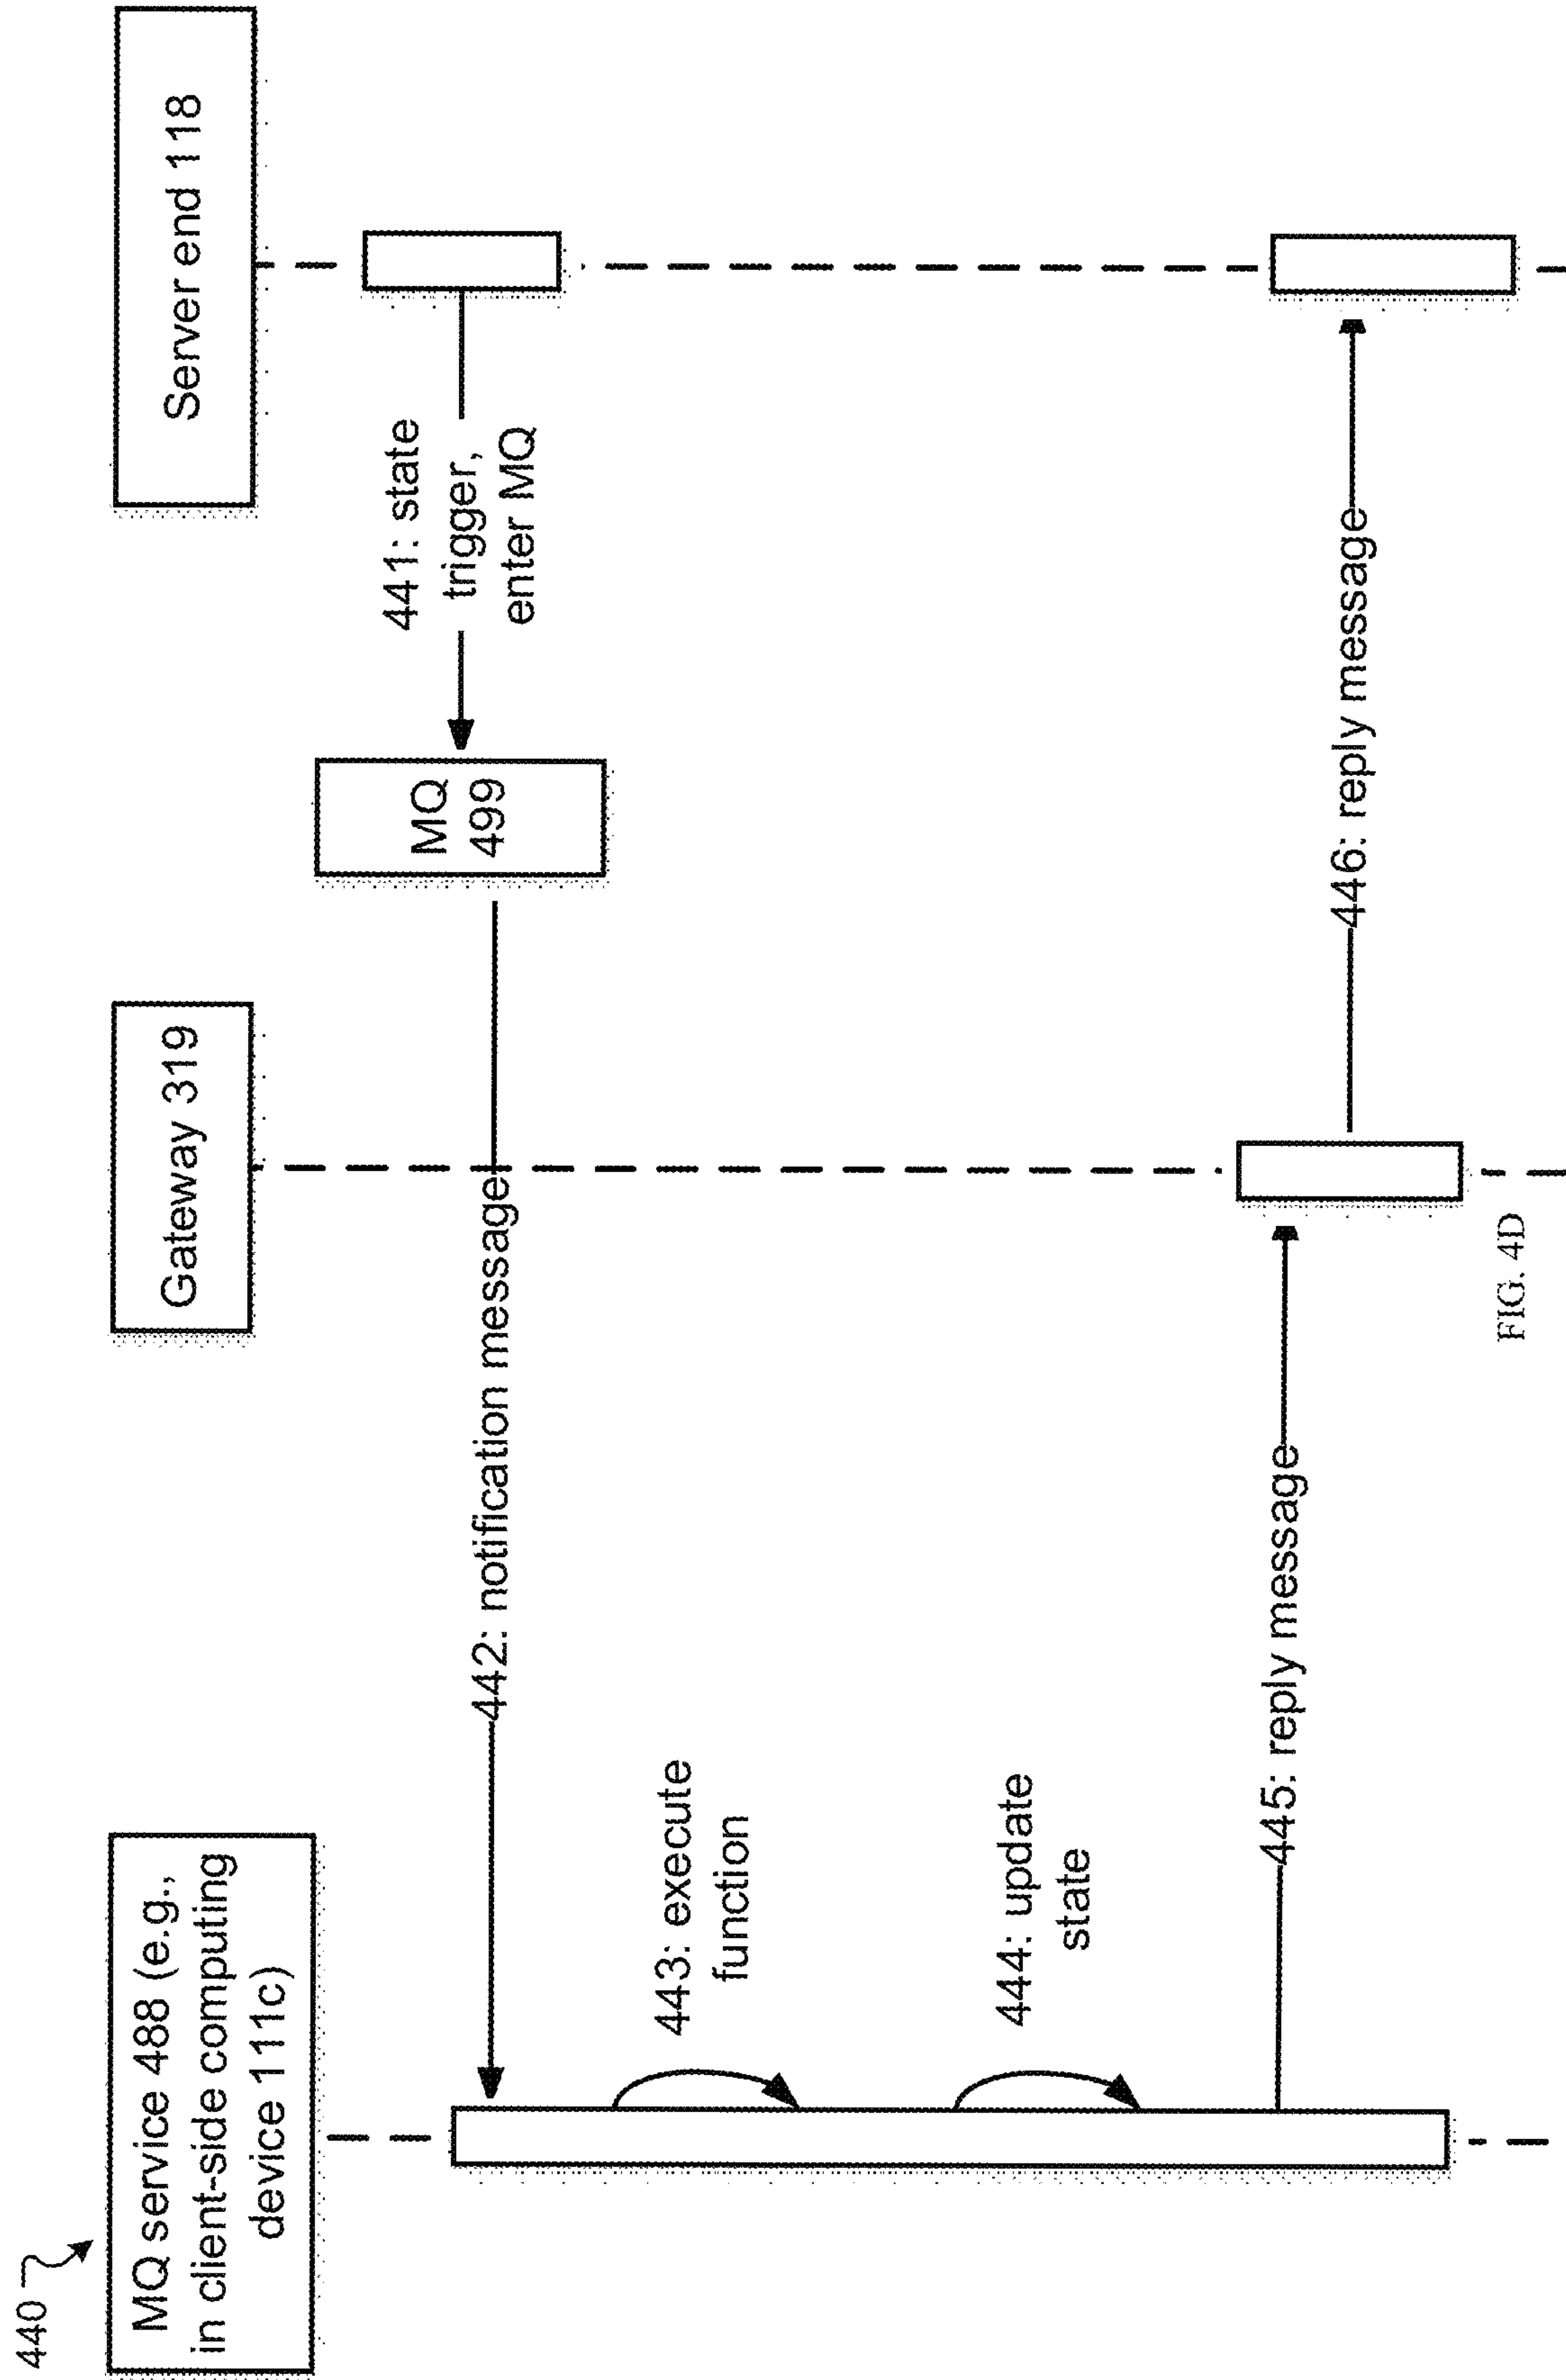 440
MQ service 488 (e.g.,
in client-side computing
device 111c)
Gateway 319
Server end 118
441: state
trigger,
enter MQ
MQ
499
442: notification message
443: execute
function
444: update
state
445: reply message
446: reply message
FIG. 4D